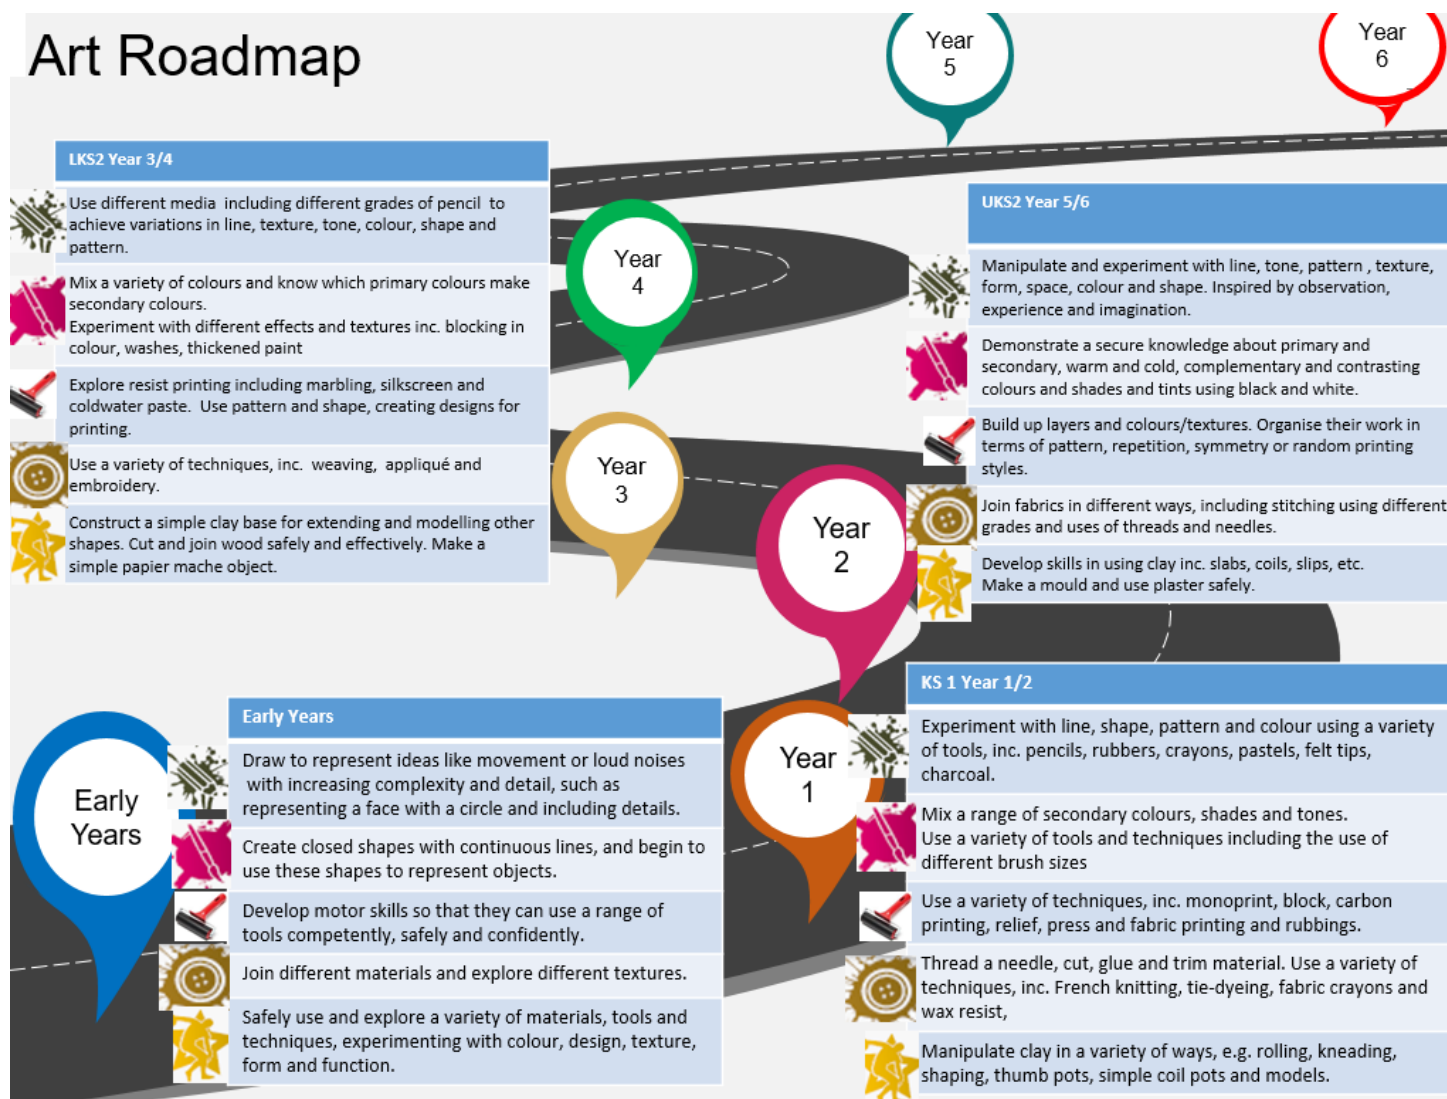 Art Roadmap
Year
5
Year
6
LKS2 Year 3/4
Use different media  including different grades of pencil  to
achieve variations in line, texture, tone, colour, shape and
pattern.
Mix a variety of colours and know which primary colours make
secondary colours.
Experiment with different effects and textures inc. blocking in
colour, washes, thickened paint
Explore resist printing including marbling, silkscreen and
coldwater paste.  Use pattern and shape, creating designs for
printing.
Use a variety of techniques, inc.  weaving,  appliqué and
embroidery.
Construct a simple clay base for extending and modelling other
shapes. Cut and join wood safely and effectively. Make a
simple papier mache object.
Year
4
Year
3
Year
2
UKS2 Year 5/6
Manipulate and experiment with line, tone, pattern , texture,
form, space, colour and shape. Inspired by observation,
experience and imagination.
Demonstrate a secure knowledge about primary and
secondary, warm and cold, complementary and contrasting
colours and shades and tints using black and white.
Build up layers and colours/textures. Organise their work in
terms of pattern, repetition, symmetry or random printing
styles.
Join fabrics in different ways, including stitching using different
grades and uses of threads and needles.
Develop skills in using clay inc. slabs, coils, slips, etc.
Make a mould and use plaster safely.
Early
Years
Early Years
Draw to represent ideas like movement or loud noises
with increasing complexity and detail, such as
representing a face with a circle and including details.
Create closed shapes with continuous lines, and begin to
use these shapes to represent objects.
Develop motor skills so that they can use a range of
tools competently, safely and confidently.
Join different materials and explore different textures.
Safely use and explore a variety of materials, tools and
techniques, experimenting with colour, design, texture,
form and function.
Year
1
KS 1 Year 1/2
Experiment with line, shape, pattern and colour using a variety
of tools, inc. pencils, rubbers, crayons, pastels, felt tips,
charcoal.
Mix a range of secondary colours, shades and tones.
Use a variety of tools and techniques including the use of
different brush sizes
Use a variety of techniques, inc. monoprint, block, carbon
printing, relief, press and fabric printing and rubbings.
Thread a needle, cut, glue and trim material. Use a variety of
techniques, inc. French knitting, tie-dyeing, fabric crayons and
wax resist,
Manipulate clay in a variety of ways, e.g. rolling, kneading,
shaping, thumb pots, simple coil pots and models.